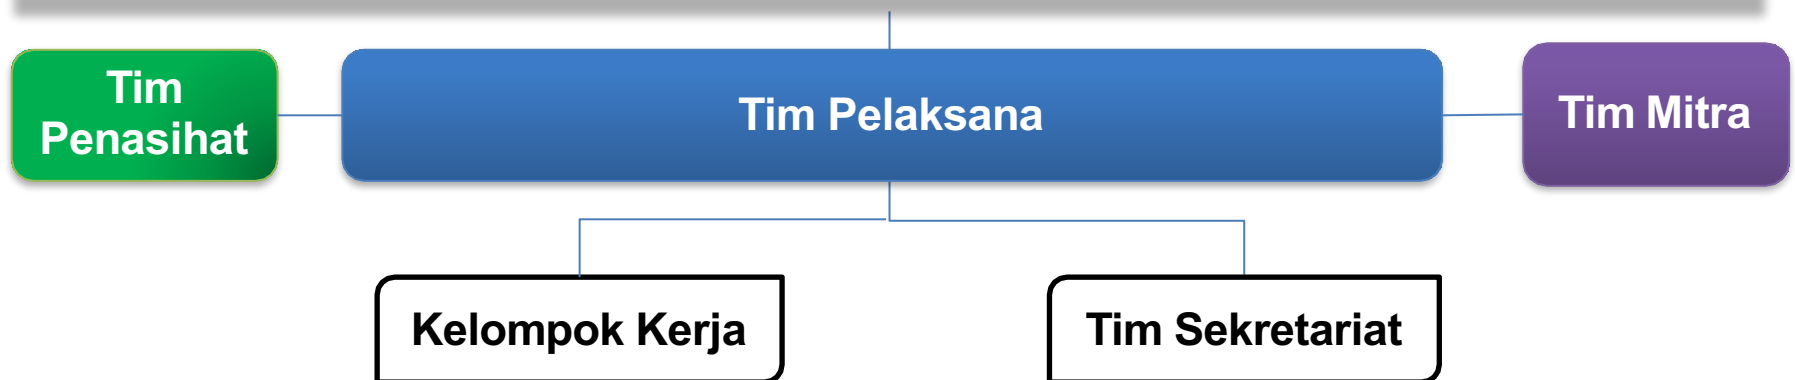 Tim
Penasihat
Tim Pelaksana
Tim Mitra
Kelompok Kerja
Tim Sekretariat